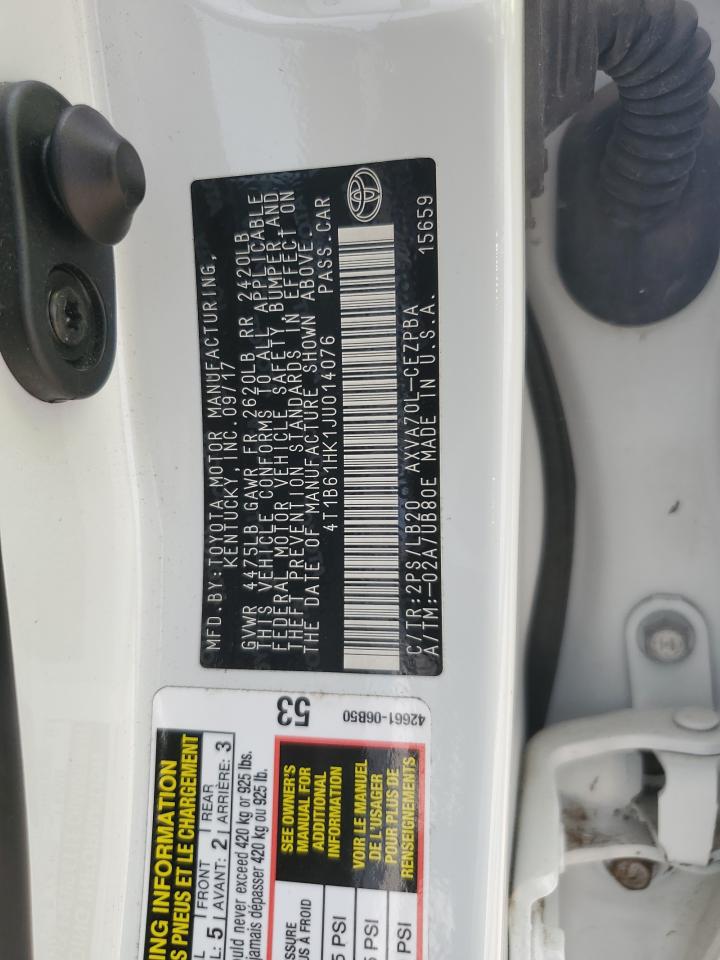 MFD. BY: TOYOTA MOTOR MANUFACTURING,
KENTUCKY, INC. 09/17
GVWR 4475LB GAWR FR 2620LB RR 2420LB
THIS VEHICLE CONFORMS TO ALL APPLICABLE
FEDERAL MOTOR VEHICLE SAFETY, BUMPER AND
THEFT PREVENTION STANDARDS IN EFFECT ON
THE DATE OF MANUFACTURE SHOWN ABOVE.
4T1B61HK1JU014076 PASS.CAR
C/TR:2PS/LB20 AXVA70L-CEZPBA
A/TM:-02A/UB80E MADE IN U.S.A. 15659
ING INFORMATION
S PNEUS ET LE CHARGEMENT
L: 5 FRONT AVANT: 2 REAR ARRIÈRE: 3
uld never exceed 420 kg or 925 lbs.
jamais dépasser 420 kg ou 925 lb.
53
42661-06B50
SEE OWNER'S
MANUAL FOR
ADDITIONAL
INFORMATION
VOIR LE MANUEL
DE L'USAGER
POUR PLUS DE
RENSEIGNEMENTS
SSURE
S À FROID
5 PSI
5 PSI
PSI